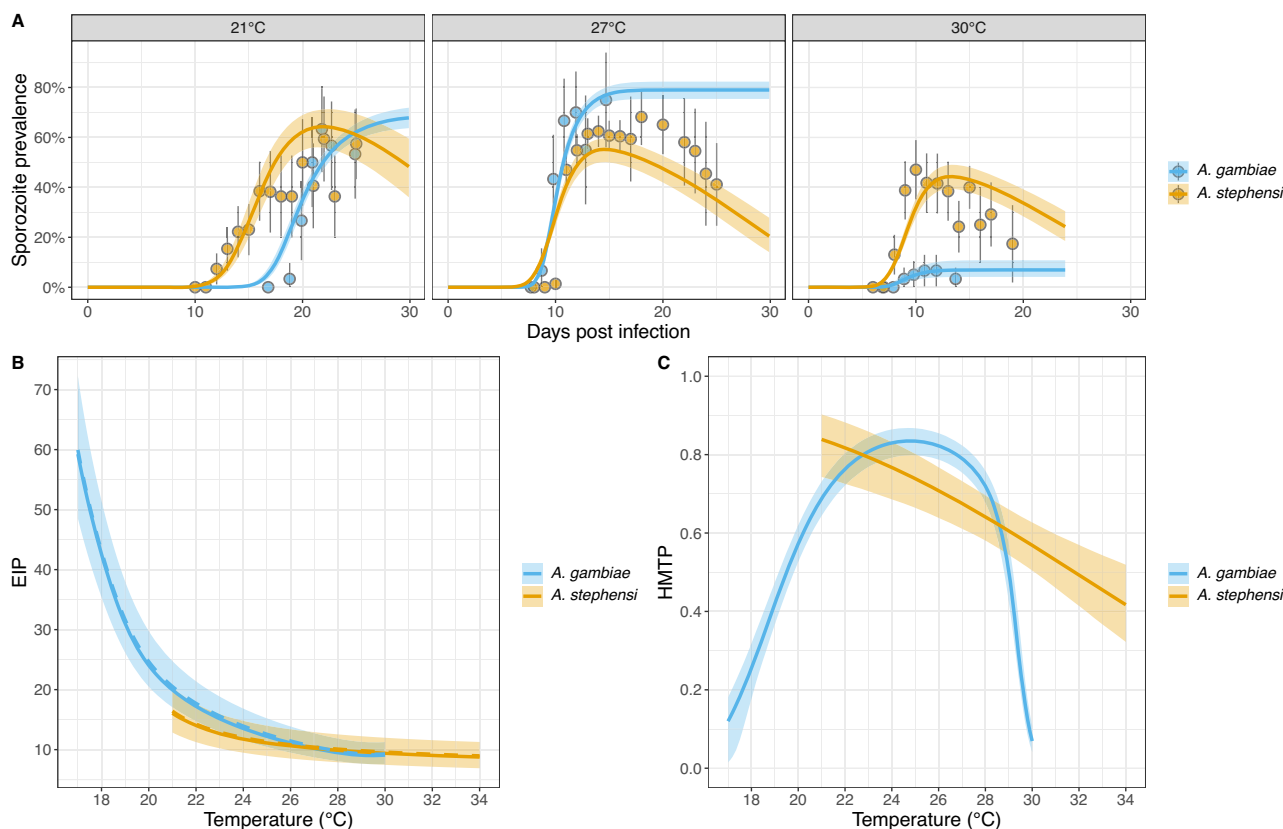 A
21°C 27°C 30°C
Sporozoite prevalence
80%
60%
40%
20%
0%
0 10 20 30 0 10 20 30 0 10 20 30
Days post infection
A. gambiae
A. stephensi
B
EIP
70
60
50
40
30
20
10
18 20 22 24 26 28 30 32 34
Temperature (°C)
A. gambiae
A. stephensi
C
HMTP
1.0
0.8
0.6
0.4
0.2
0.0
18 20 22 24 26 28 30 32 34
Temperature (°C)
A. gambiae
A. stephensi